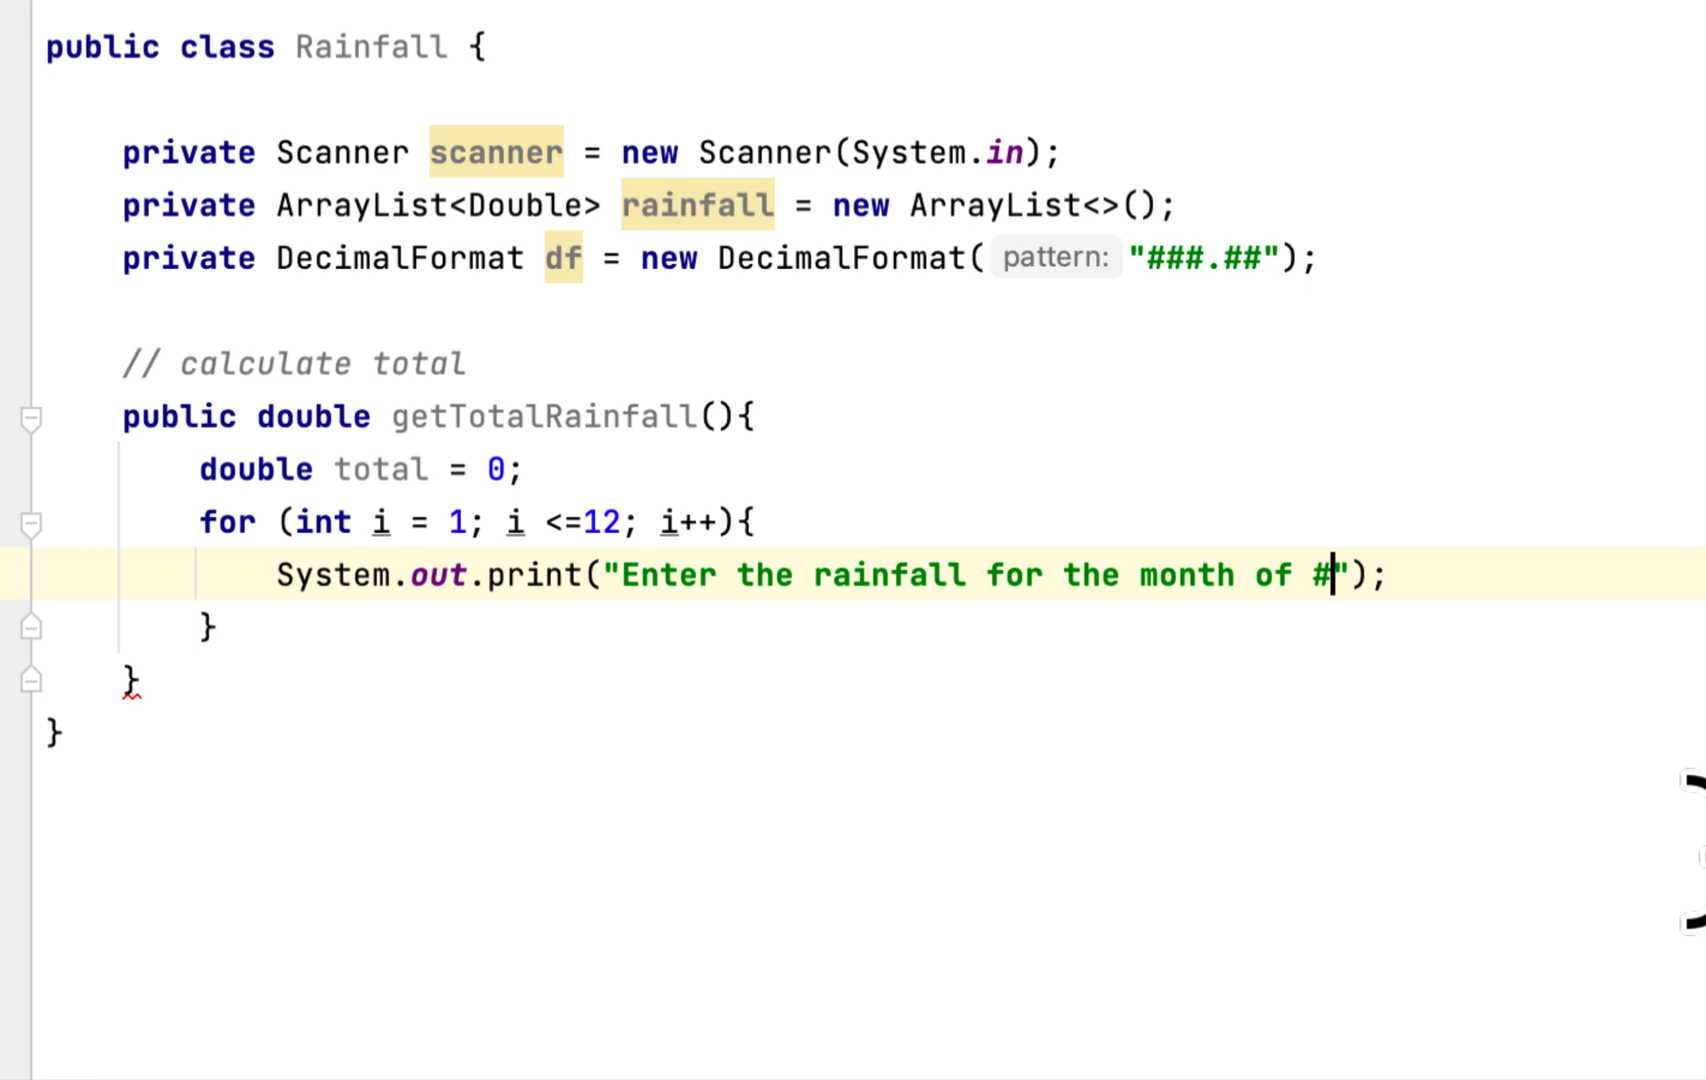 public class Rainfall {
private Scanner scanner = new Scanner(System.in);
private ArrayList<Double> rainfall = new ArrayList<>();
private DecimalFormat df = new DecimalFormat( pattern: "###.##");
// calculate total
public double getTotalRainfall(){
double total = 0;
for (int i = 1; i <=12; i++){
System.out.print("Enter the rainfall for the month of #");
}
}
}